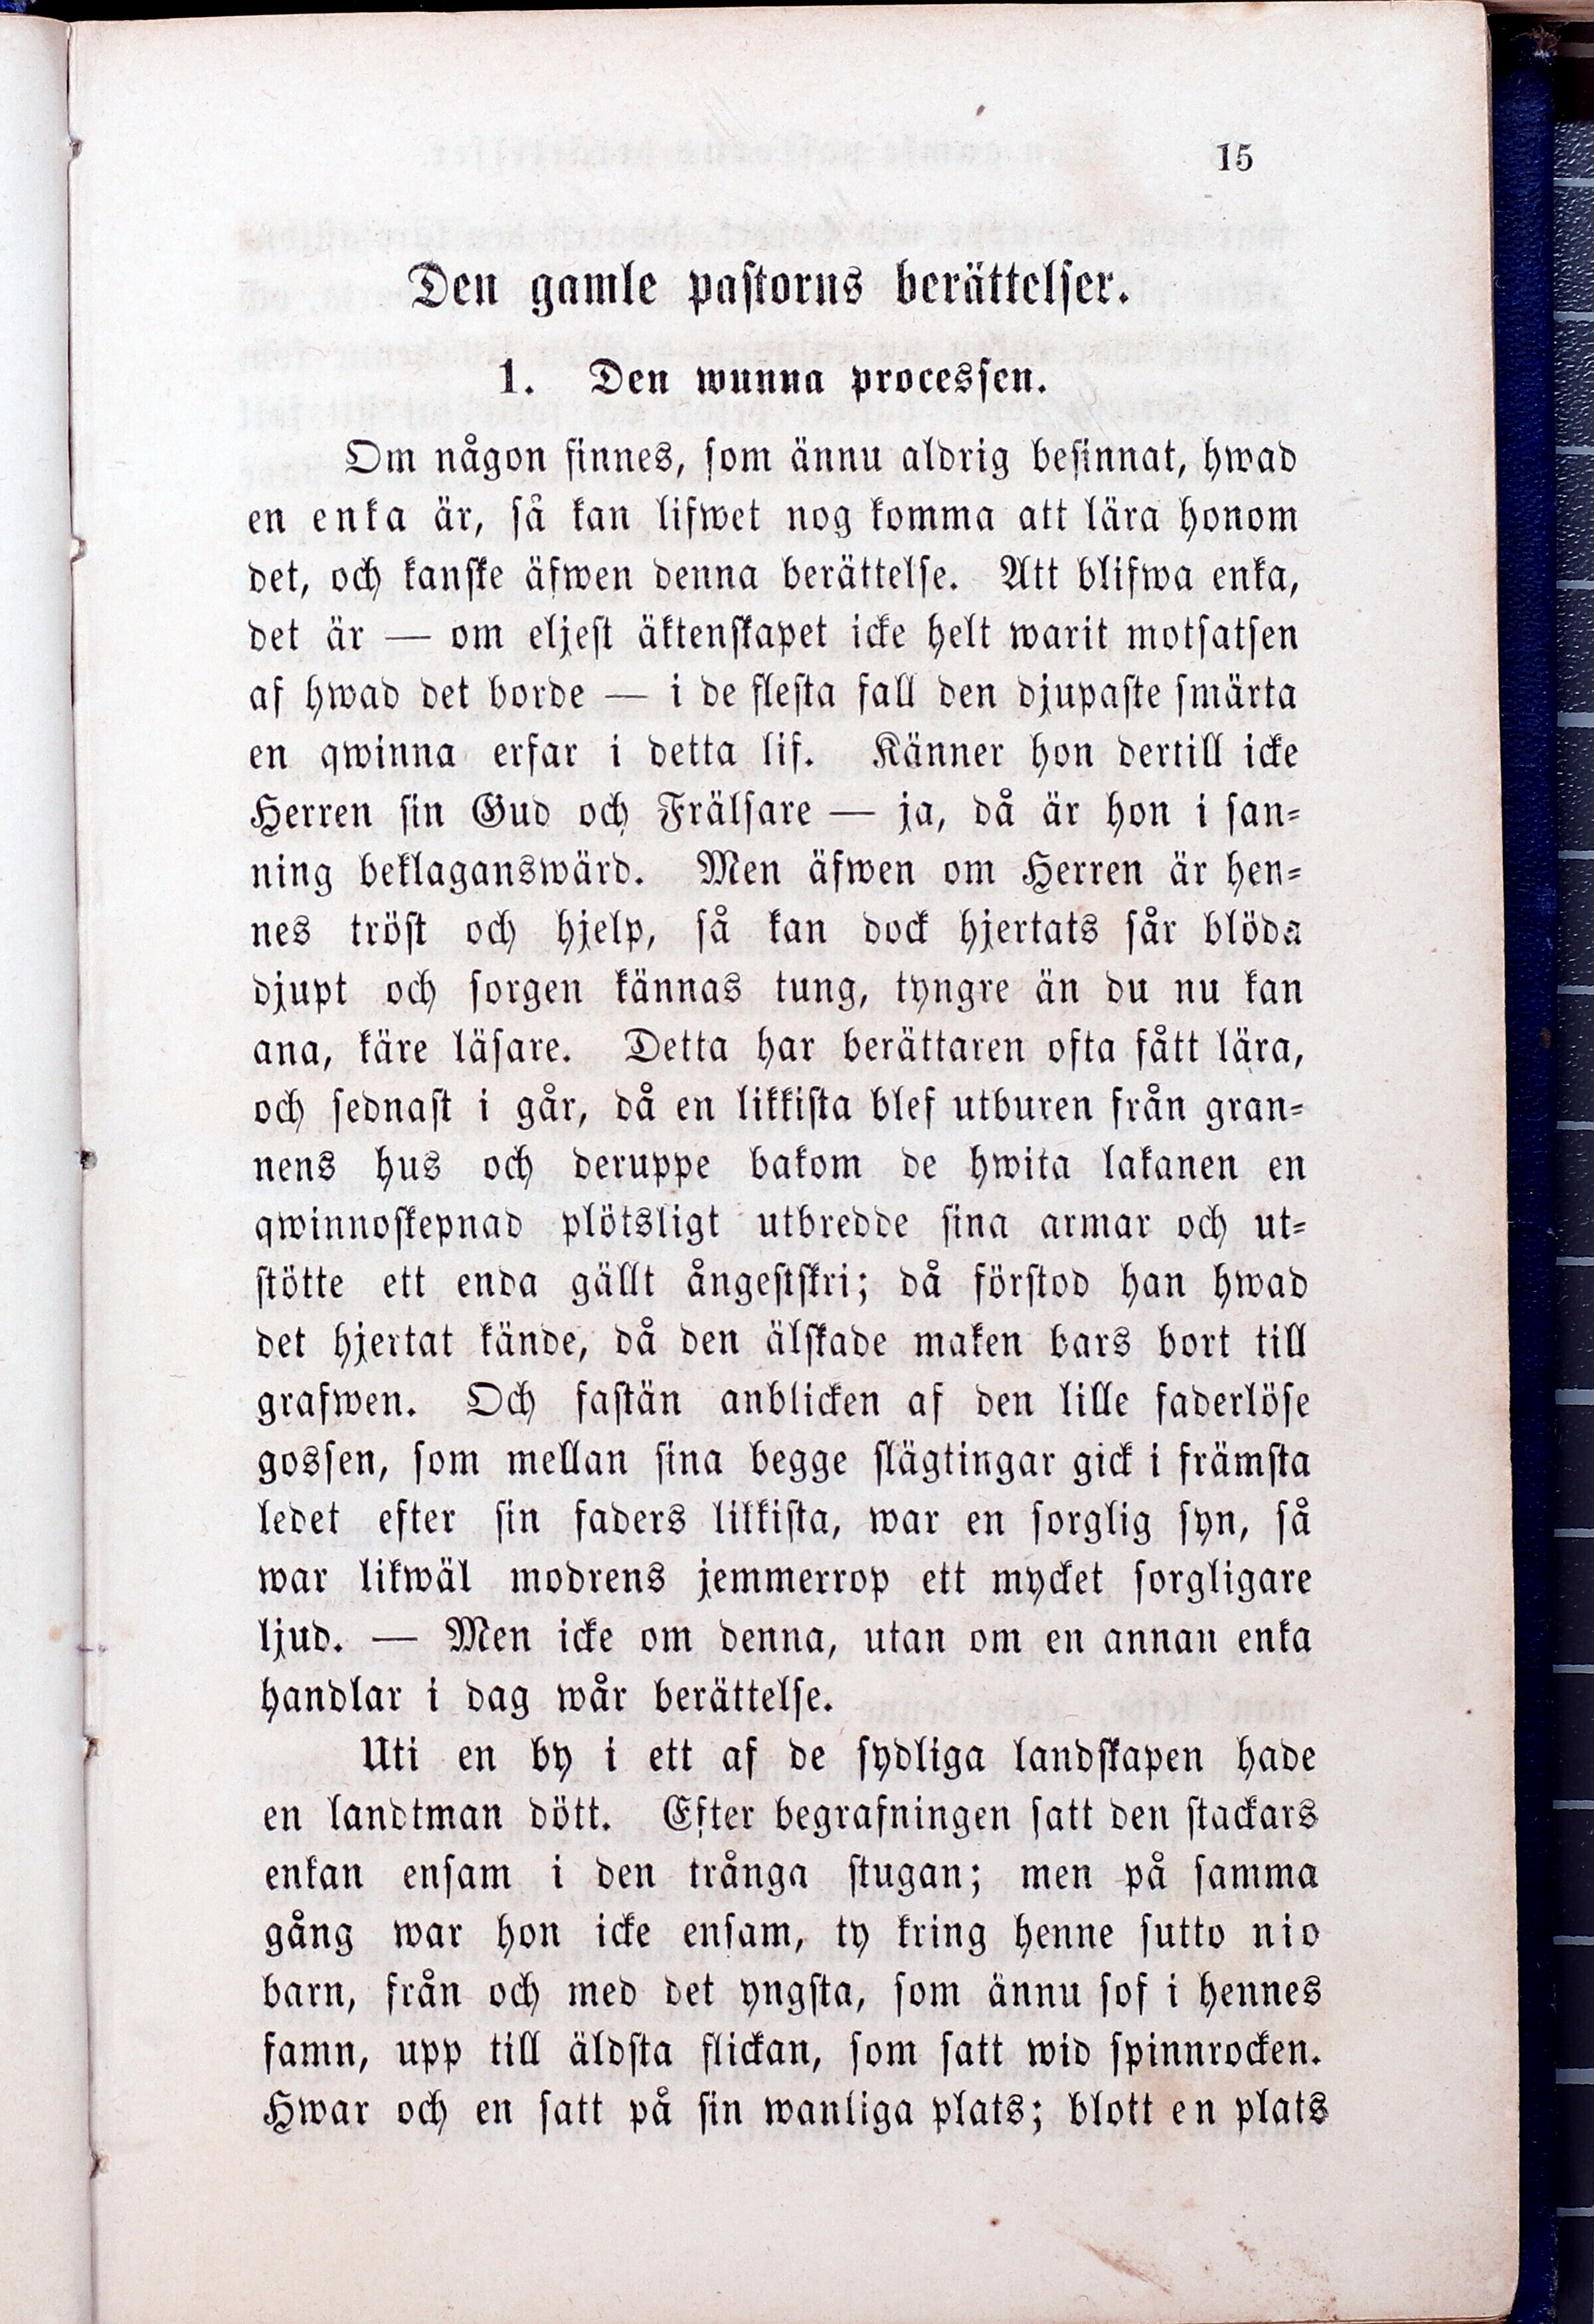 15
Den gamle pastorns berättelser.
1. Den wunna processen.
Om någon finnes, som ännu aldrig besinnat, hwad
en enka är, så kan lifwet nog komma att lära honom
det, och kanske äfwen denna berättelse. Att blifwa enka,
det är — om eljest äktenskapet icke helt warit motsatsen
af hwad det borde — i de flesta fall den djupaste smärta
en qwinna erfar i detta lif. Känner hon dertill icke
Herren sin Gud och Frälsare — ja, då är hon i san-
ning beklaganswärd. Men äfwen om Herren är hen-
nes tröst och hjelp, så kan dock hjertats sår blöda
djupt och sorgen kännas tung, tyngre än du nu kan
ana, käre läsare. Detta har berättaren ofta fått lära,
och sednast i går, då en likkista blef utburen från gran-
nens hus och deruppe bakom de hwita lakanen en
qwinnoskepnad plötsligt utbredde sina armar och ut-
stötte ett enda gällt ångestskri; då förstod han hwad
det hjertat kände, då den älskade maken bars bort till
grafwen. Och fastän anblicken af den lille faderlöse
gossen, som mellan sina begge slägtingar gick i främsta
ledet efter sin faders likkista, war en sorglig syn, så
war likwäl modrens jemmerrop ett mycket sorgligare
ljud. — Men icke om denna, utan om en annan enka
handlar i dag wår berättelse.
Uti en by i ett af de sydliga landskapen hade
en landtman dött. Efter begrafningen satt den stackars
enkan ensam i den trånga stugan; men på samma
gång war hon icke ensam, ty kring henne sutto nio
barn, från och med det yngsta, som ännu sof i hennes
famn, upp till äldsta flickan, som satt wid spinnrocken.
Hwar och en satt på sin wanliga plats; blott en plats